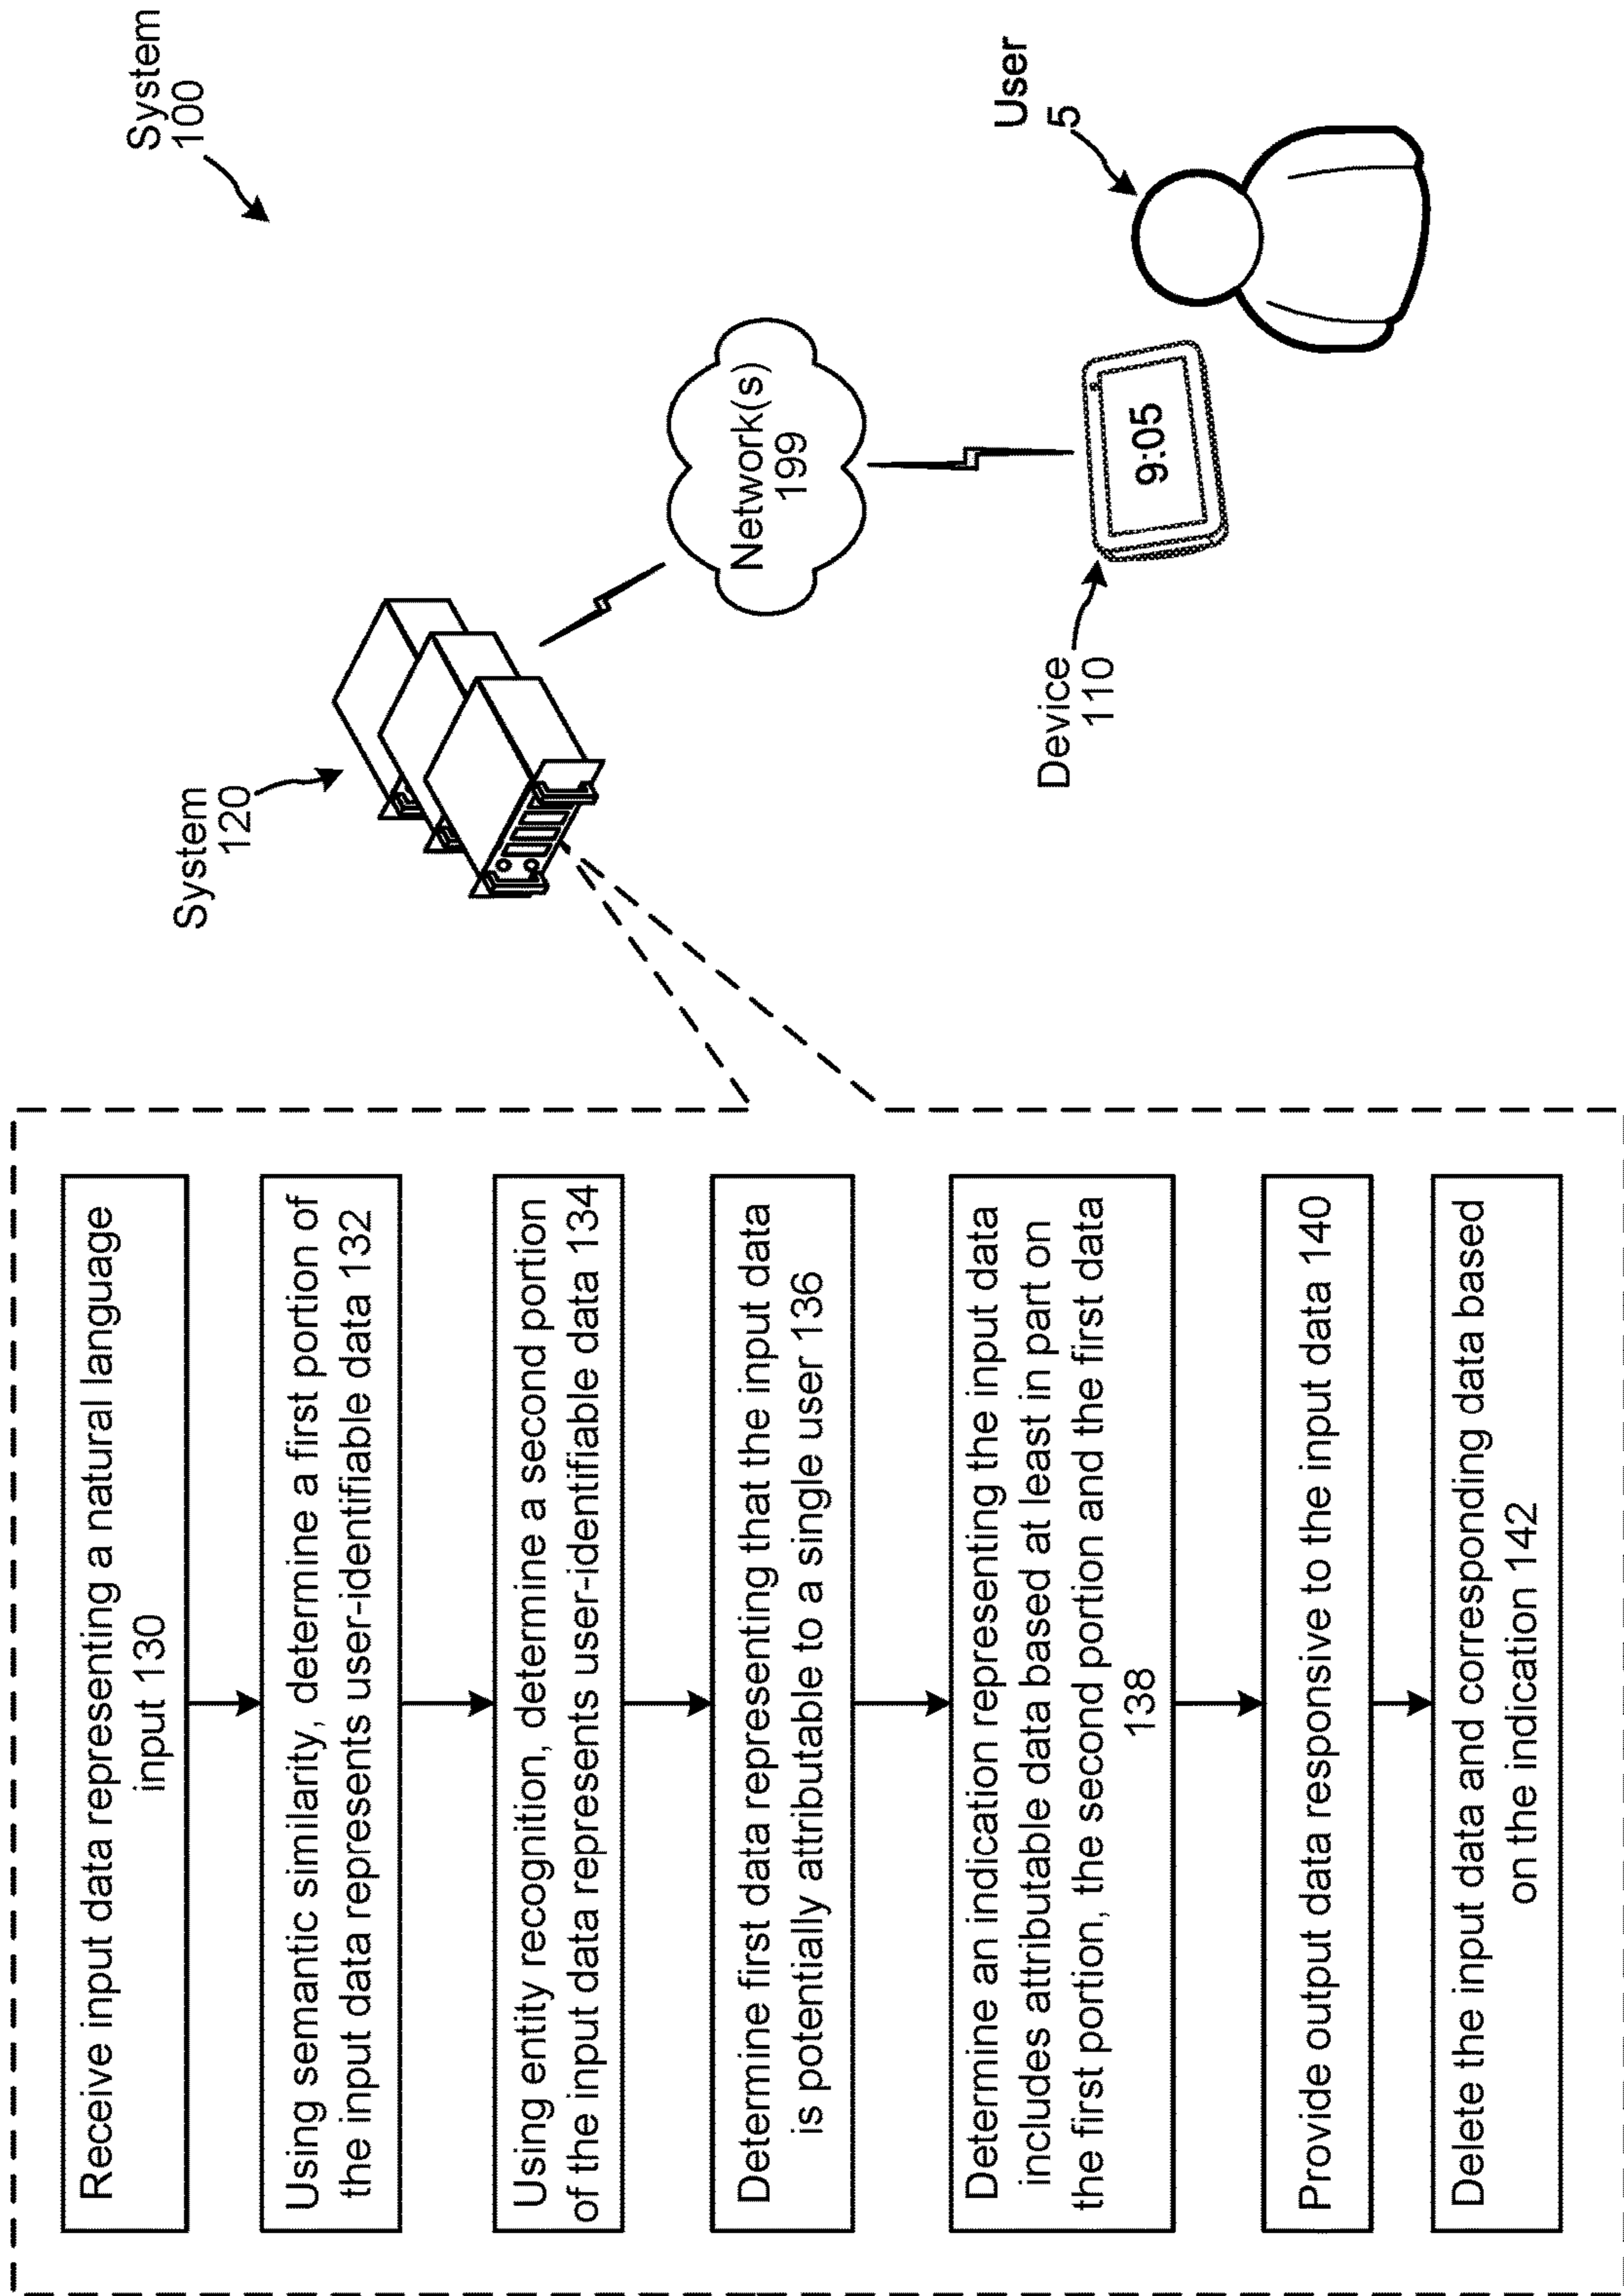 System
100
System
120
Network(s)
199
Device
110
9:05
User
5
Receive input data representing a natural language
input 130
Using semantic similarity, determine a first portion of
the input data represents user-identifiable data 132
Using entity recognition, determine a second portion
of the input data represents user-identifiable data 134
Determine first data representing that the input data
is potentially attributable to a single user 136
Determine an indication representing the input data
includes attributable data based at least in part on
the first portion, the second portion and the first data
138
Provide output data responsive to the input data 140
Delete the input data and corresponding data based
on the indication 142